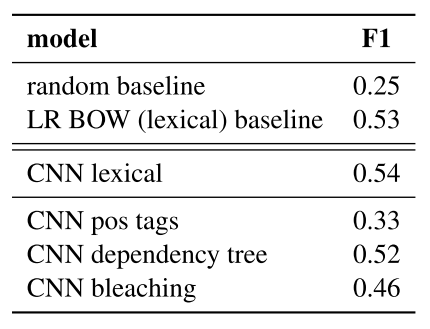 model F1
random baseline 0.25
LR BOW (lexical) baseline 0.53
CNN lexical 0.54
CNN pos tags 0.33
CNN dependency tree 0.52
CNN bleaching 0.46